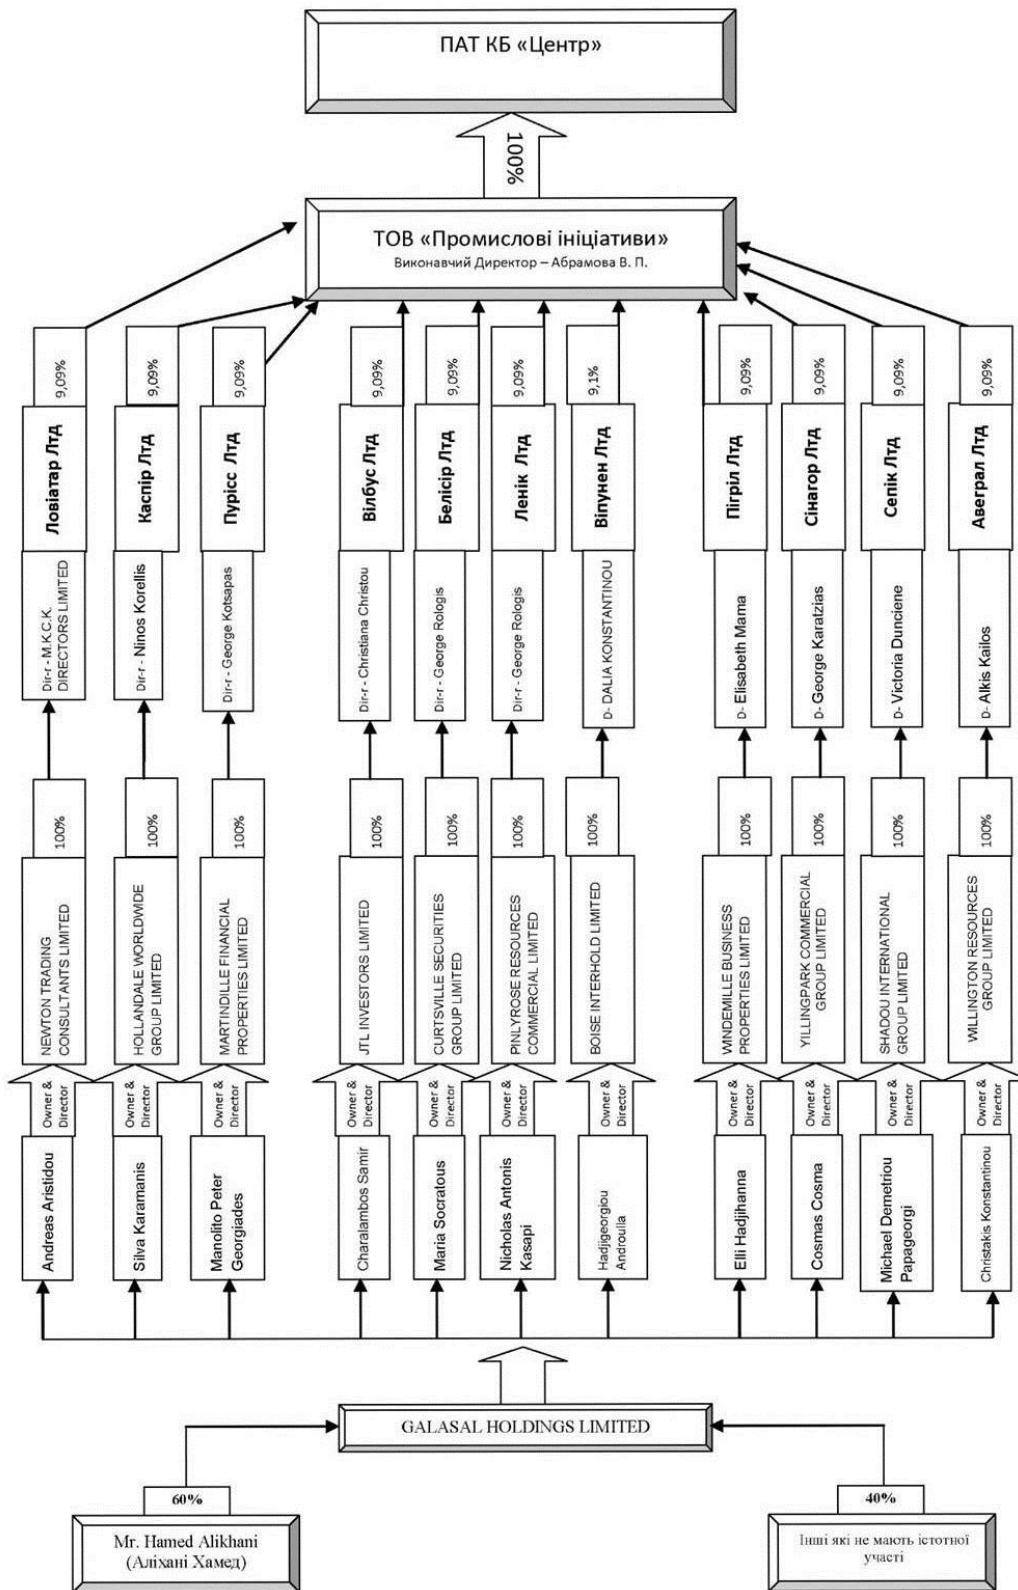 ПАТ КБ «Центр»
100%
ТОВ «Промислові ініціативи»
Виконавчий Директор – Абрамова В. П.
9,09%
9,09%
9,09%
9,09%
9,09%
9,09%
9,1%
9,09%
9,09%
9,09%
9,09%
Ловіатар Лтд
Каспір Лтд
Пурісс Лтд
Вілбус Лтд
Белісір Лтд
Ленік Лтд
Віпунен Лтд
Пігріл Лтд
Сінагор Лтд
Сепік Лтд
Аверал Лтд
Dir-r - M.K.C.K.
DIRECTORS LIMITED
Dir-r - Ninos Korellis
Dir-r - George Kotsapas
Dir-r - Christiana Christou
Dir-r - George Rologis
Dir-r - George Rologis
D- DALIA KONSTANTINOU
D- Elisabeth Mama
D- George Karatzias
D- Victoria Dunciene
D- Alkis Kailos
100%
100%
100%
100%
100%
100%
100%
100%
100%
100%
100%
NEWTON TRADING
CONSULTANTS LIMITED
HOLLANDALE WORLDWIDE
GROUP LIMITED
MARTINDILLE FINANCIAL
PROPERTIES LIMITED
JTL INVESTORS LIMITED
CURTSVILLE SECURITIES
GROUP LIMITED
PINLYROSE RESOURCES
COMMERCIAL LIMITED
BOISE INTERHOLD LIMITED
WINDEMILLE BUSINESS
PROPERTIES LIMITED
YILLINGPARK COMMERCIAL
GROUP LIMITED
SHADOU INTERNATIONAL
GROUP LIMITED
WILLINGTON RESOURCES
GROUP LIMITED
Owner &
Director
Owner &
Director
Owner &
Director
Owner &
Director
Owner &
Director
Owner &
Director
Owner &
Director
Owner &
Director
Owner &
Director
Owner &
Director
Owner &
Director
Andreas Aristidou
Silva Karamanis
Manolito Peter
Georgiades
Charalambos Samir
Maria Socratous
Nicholas Antonis
Kasapi
Hadjigeorgiou
Androulla
Elli Hadjihanna
Cosmas Cosma
Michael Demetriou
Papageorgi
Christakis Konstantinou
GALASAL HOLDINGS LIMITED
60%
Mr. Hamed Alikhani
(Аліхані Хамед)
40%
Інші які не мають істотної
участі